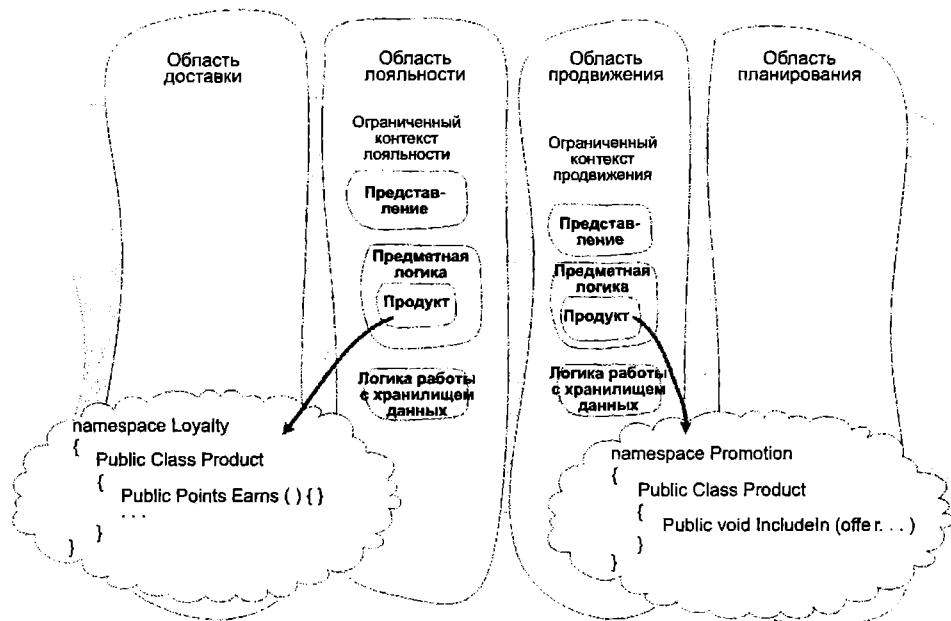 Область
доставки
Область
лояльности
Область
продвижения
Область
планирования
Ограниченный
контекст
лояльности
Представ-
ление
Предметная
логика
Продукт
Логика работы
с хранилищем
данных
Ограниченный
контекст
продвижения
Представ-
ление
Предметная
логика
Продукт
Логика работы
с хранилищем
данных
namespace Loyalty
{
Public Class Product
{
Public Points Earns ( ) { }
. . .
}
}
namespace Promotion
{
Public Class Product
{
Public void IncludeIn (offer. . . )
}
}